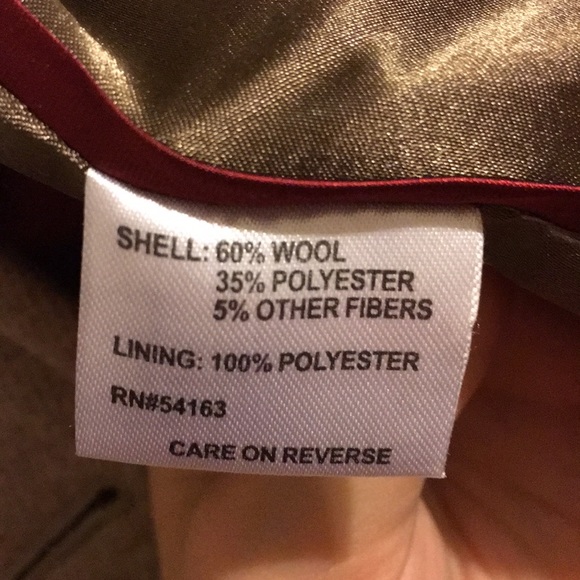 SHELL: 60% WOOL
35% POLYESTER
5% OTHER FIBERS
LINING: 100% POLYESTER
RN#54163
CARE ON REVERSE